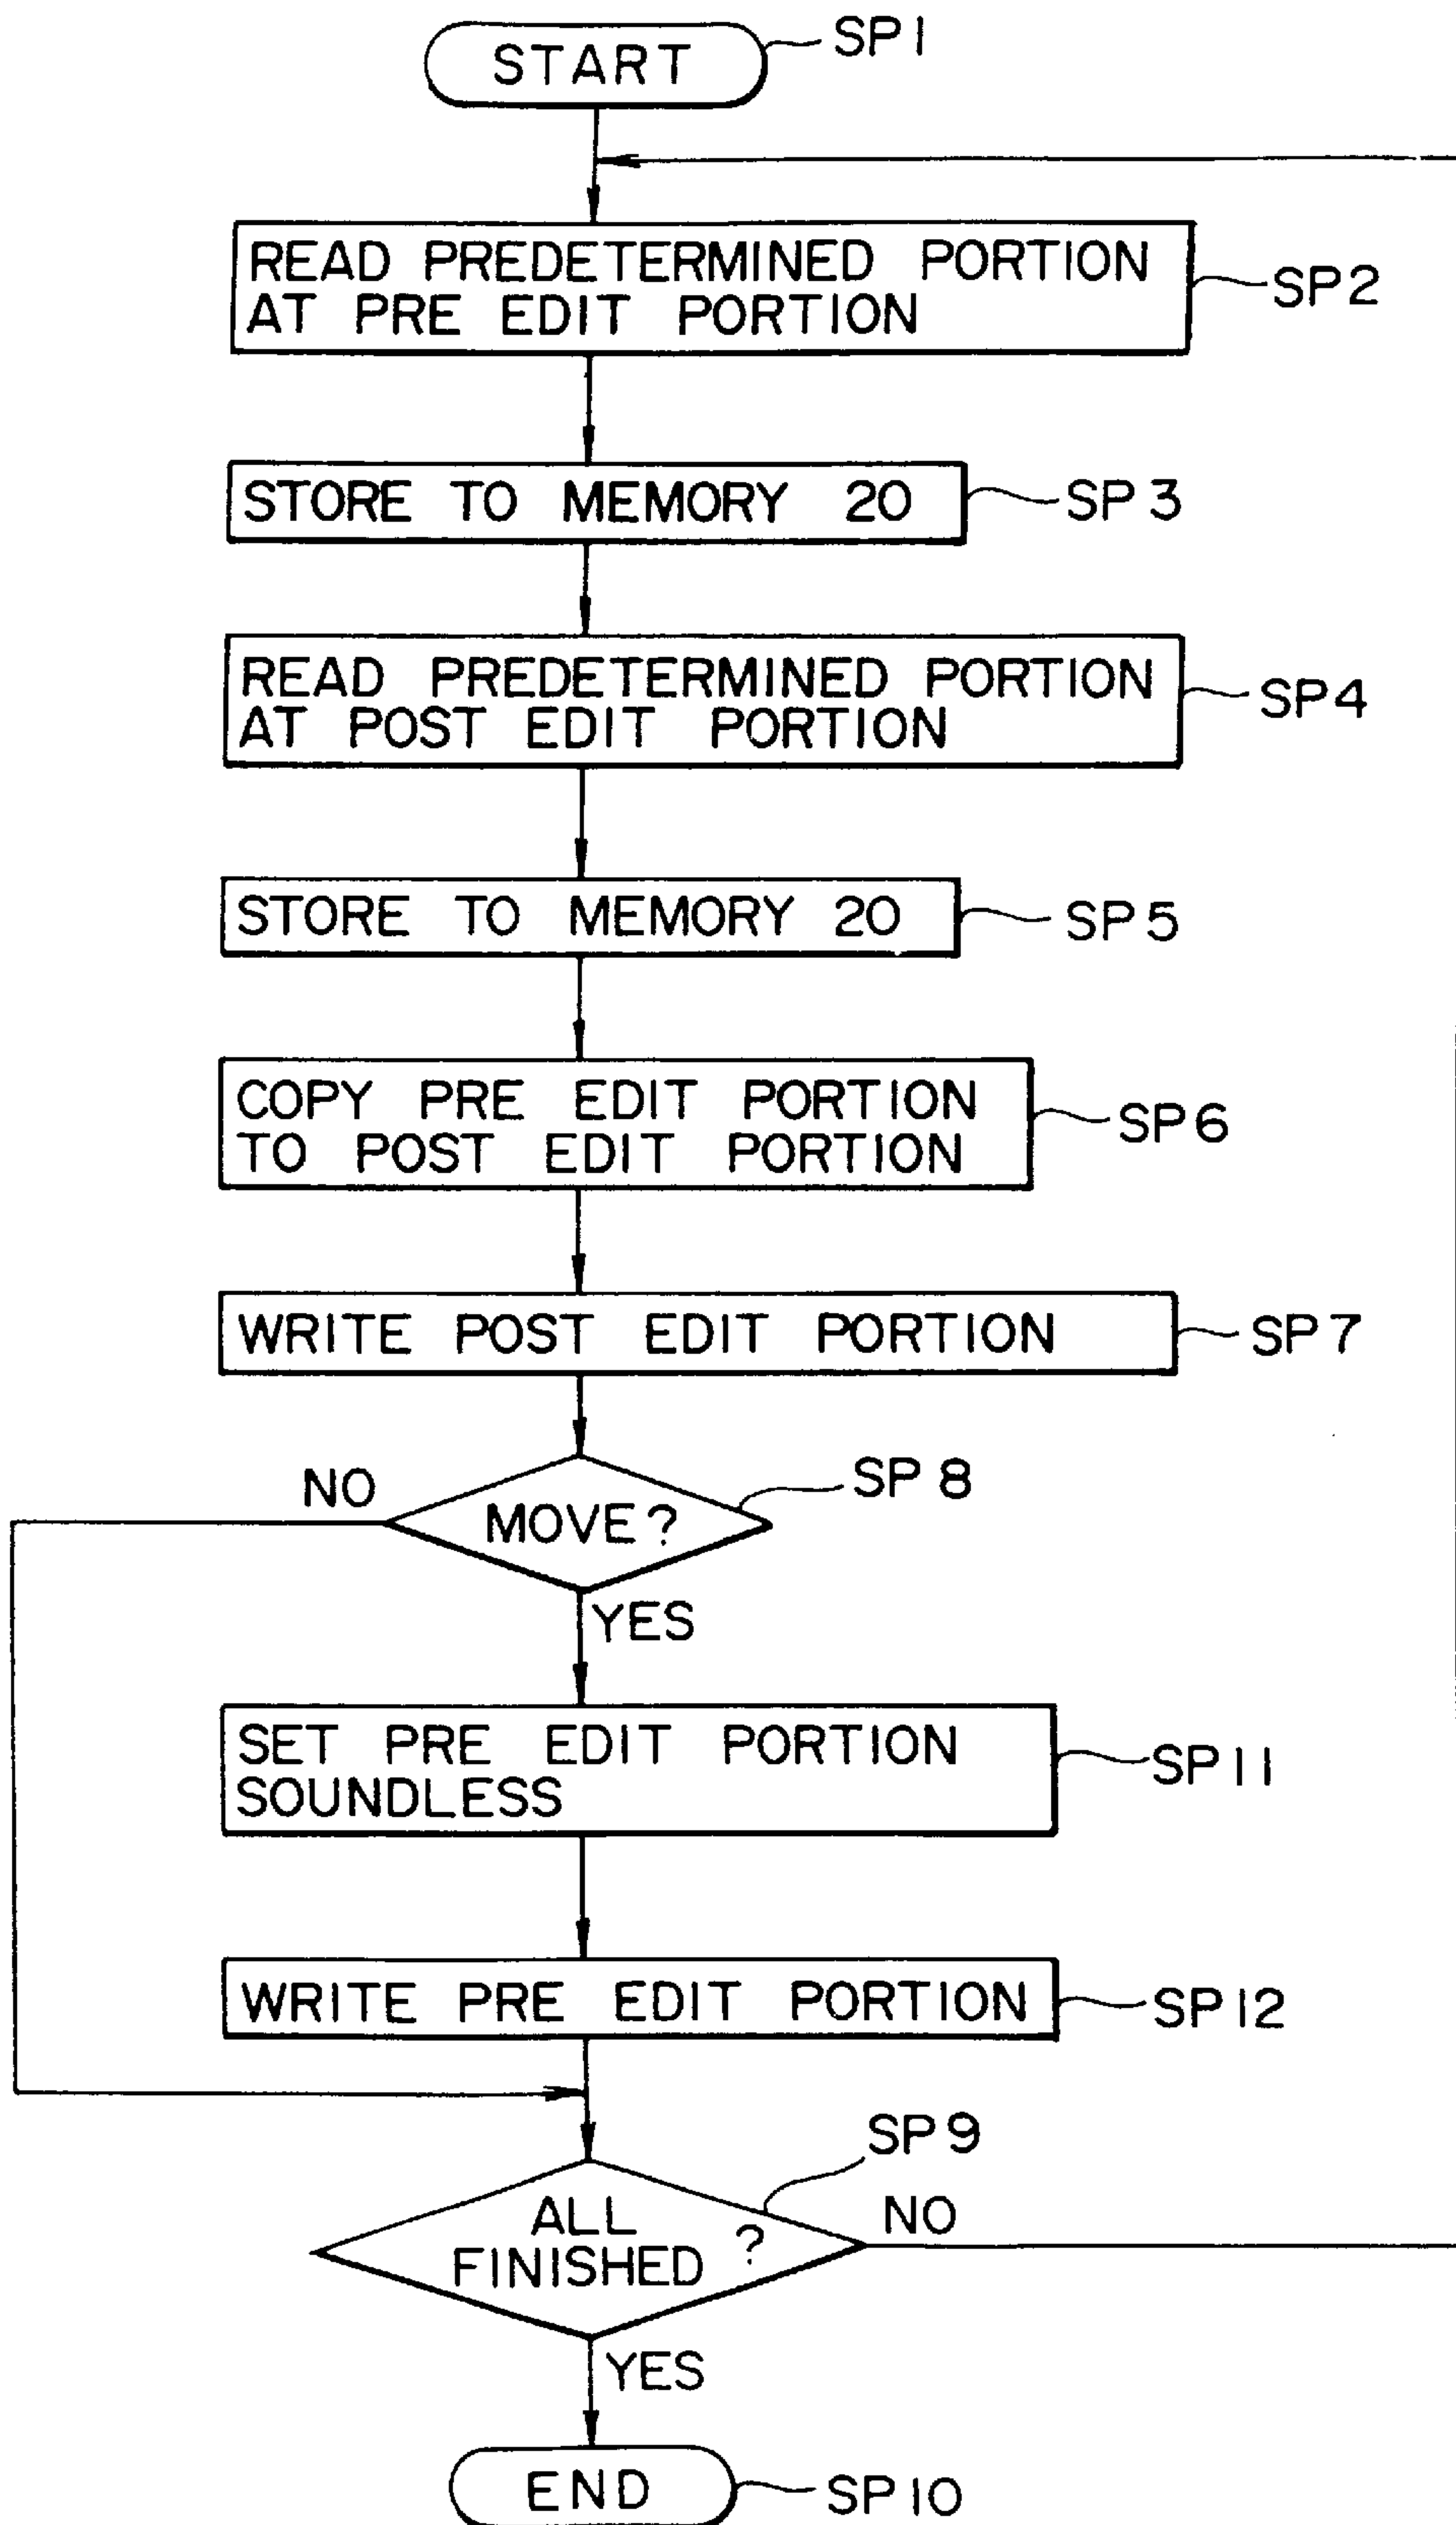 START
SP1
READ PREDETERMINED PORTION
AT PRE EDIT PORTION
SP2
STORE TO MEMORY 20
SP3
READ PREDETERMINED PORTION
AT POST EDIT PORTION
SP4
STORE TO MEMORY 20
SP5
COPY PRE EDIT PORTION
TO POST EDIT PORTION
SP6
WRITE POST EDIT PORTION
SP7
NO
MOVE?
SP8
YES
SET PRE EDIT PORTION
SOUNDLESS
SP11
WRITE PRE EDIT PORTION
SP12
SP9
ALL
FINISHED ?
NO
YES
END
SP10